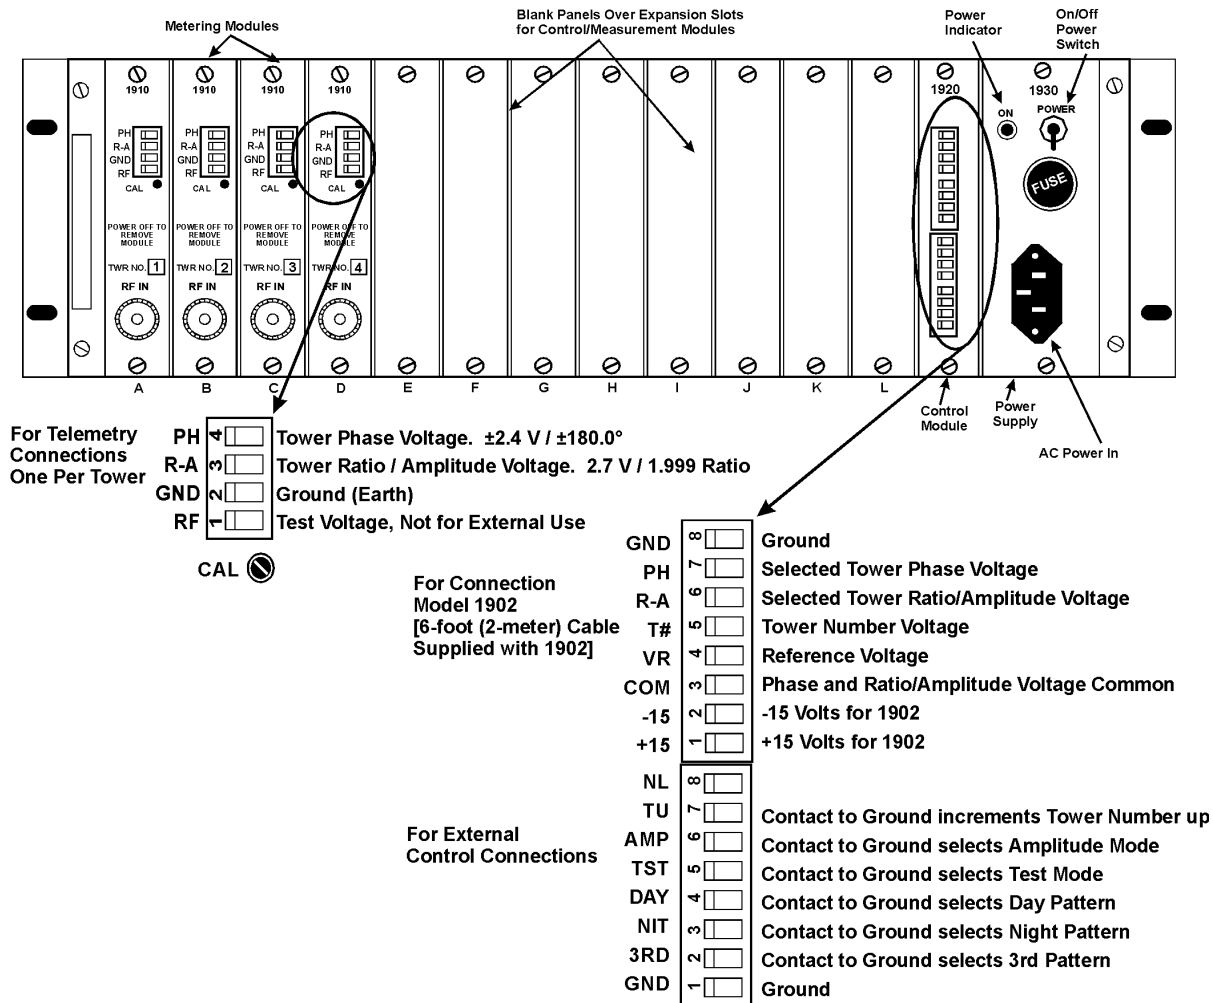 Metering Modules
Blank Panels Over Expansion Slots
for Control/Measurement Modules
Power
Indicator
On/Off
Power
Switch
1910
1910
1910
1910
1920
1930
ON
POWER
FUSE
PH
R-A
GND
RF
CAL
PH
R-A
GND
RF
CAL
PH
R-A
GND
RF
CAL
PH
R-A
GND
RF
CAL
POWER OFF TO
REMOVE
MODULE
POWER OFF TO
REMOVE
MODULE
POWER OFF TO
REMOVE
MODULE
POWER OFF TO
REMOVE
MODULE
TWR NO. 1
TWR NO. 2
TWR NO. 3
TWR NO. 4
RF IN
RF IN
RF IN
RF IN
A B C D E F G H I J K L
Control
Module
Power
Supply
AC Power In
For Telemetry
Connections
One Per Tower
PH 4 Tower Phase Voltage. ±2.4 V / ±180.0°
R-A 3 Tower Ratio / Amplitude Voltage. 2.7 V / 1.999 Ratio
GND 2 Ground (Earth)
RF 1 Test Voltage, Not for External Use
CAL
For Connection
Model 1902
[6-foot (2-meter) Cable
Supplied with 1902]
GND 8 Ground
PH 7 Selected Tower Phase Voltage
R-A 6 Selected Tower Ratio/Amplitude Voltage
T# 5 Tower Number Voltage
VR 4 Reference Voltage
COM 3 Phase and Ratio/Amplitude Voltage Common
-15 2 -15 Volts for 1902
+15 1 +15 Volts for 1902
For External
Control Connections
NL 8
TU 7 Contact to Ground increments Tower Number up
AMP 6 Contact to Ground selects Amplitude Mode
TST 5 Contact to Ground selects Test Mode
DAY 4 Contact to Ground selects Day Pattern
NIT 3 Contact to Ground selects Night Pattern
3RD 2 Contact to Ground selects 3rd Pattern
GND 1 Ground